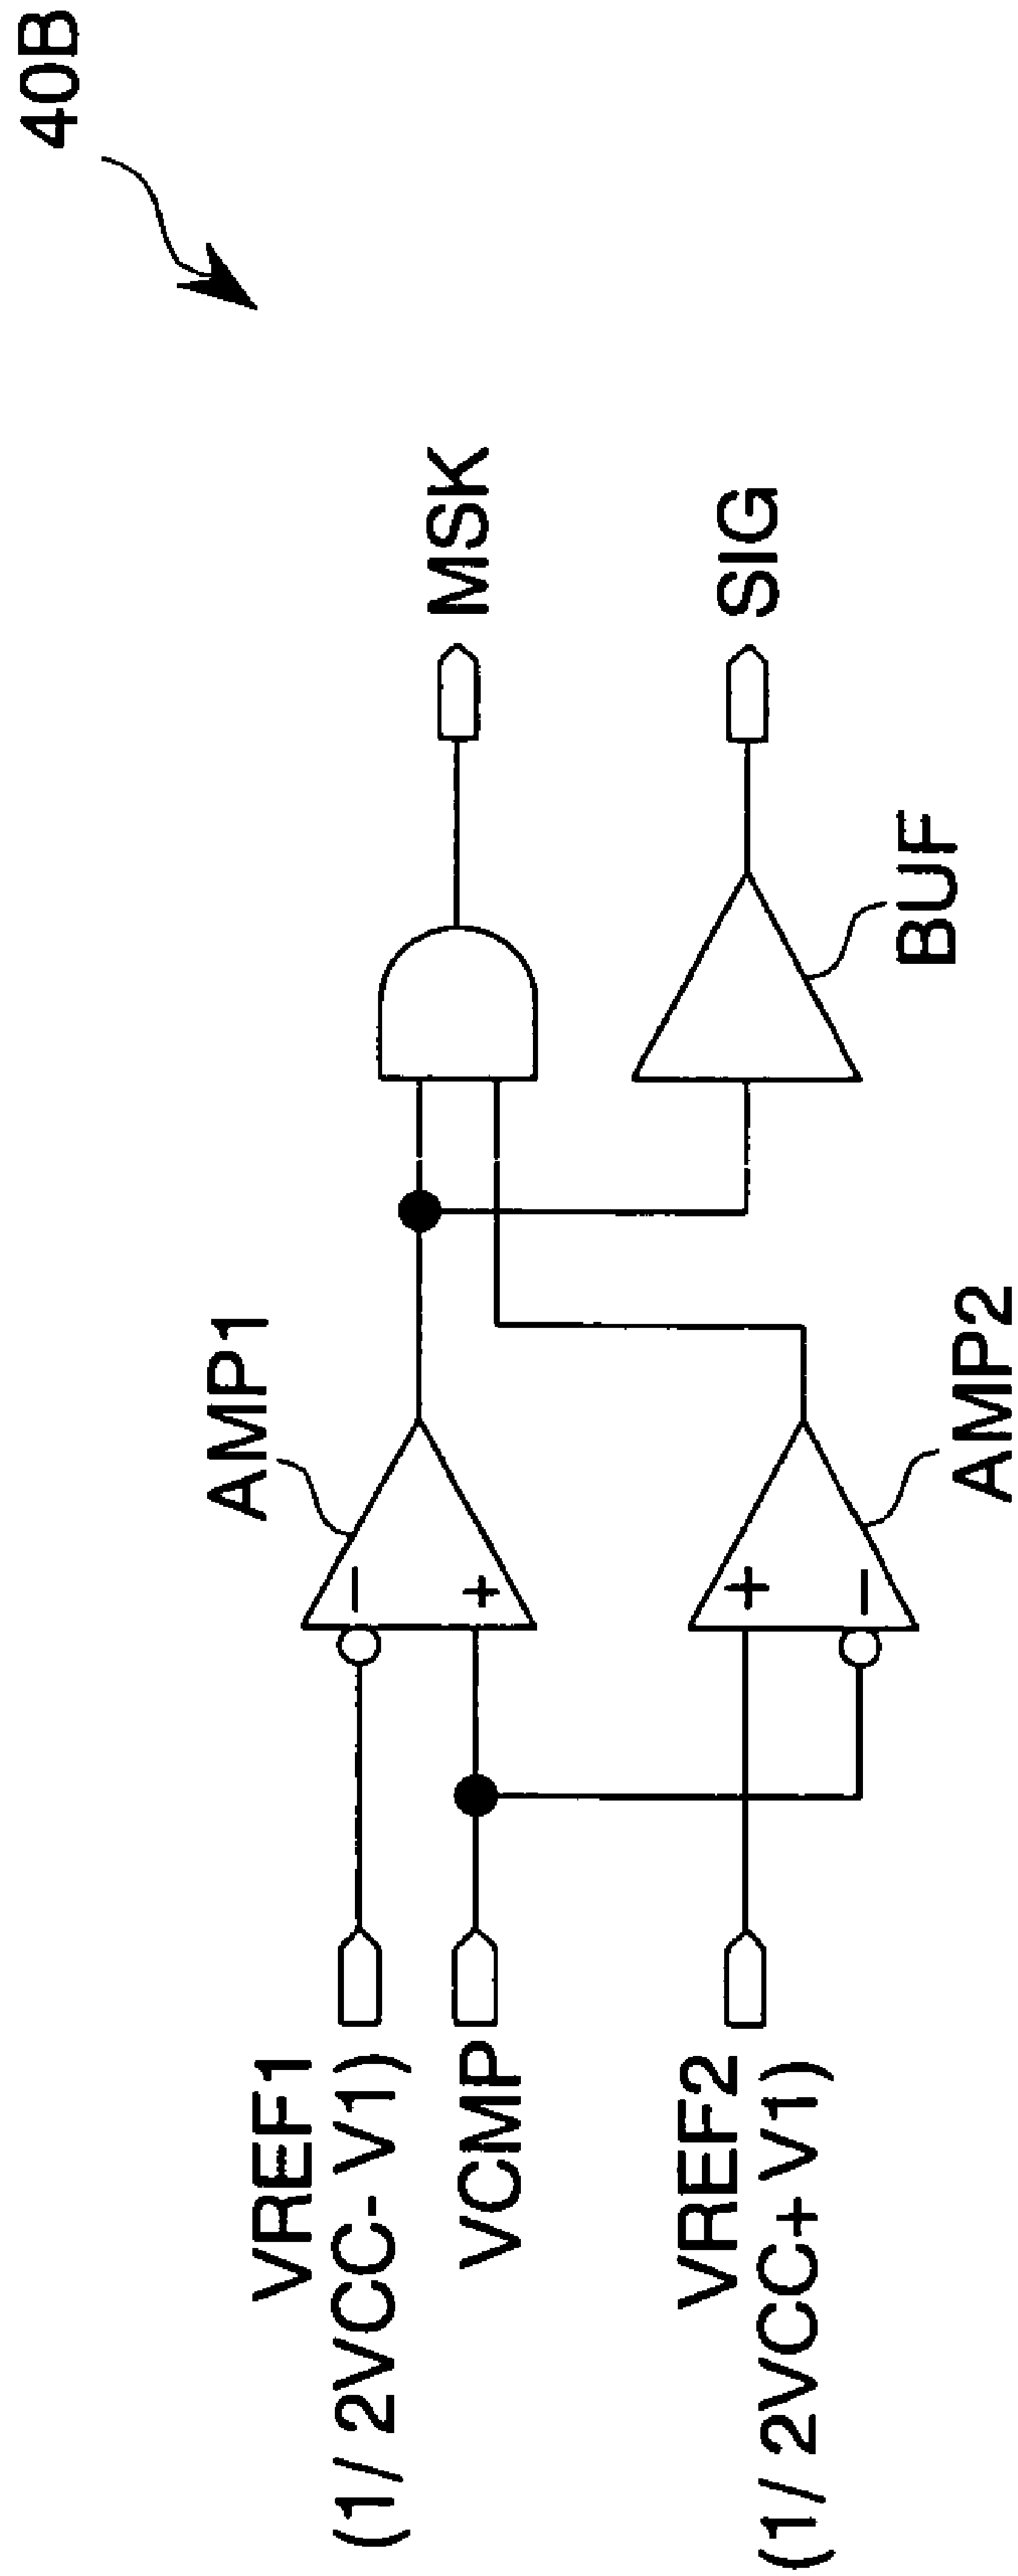 40B
VREF1
(1/2VCC-V1)
VCMP
VREF2
(1/2VCC+V1)
AMP1
−
+
AMP2
+
−
BUF
MSK
SIG